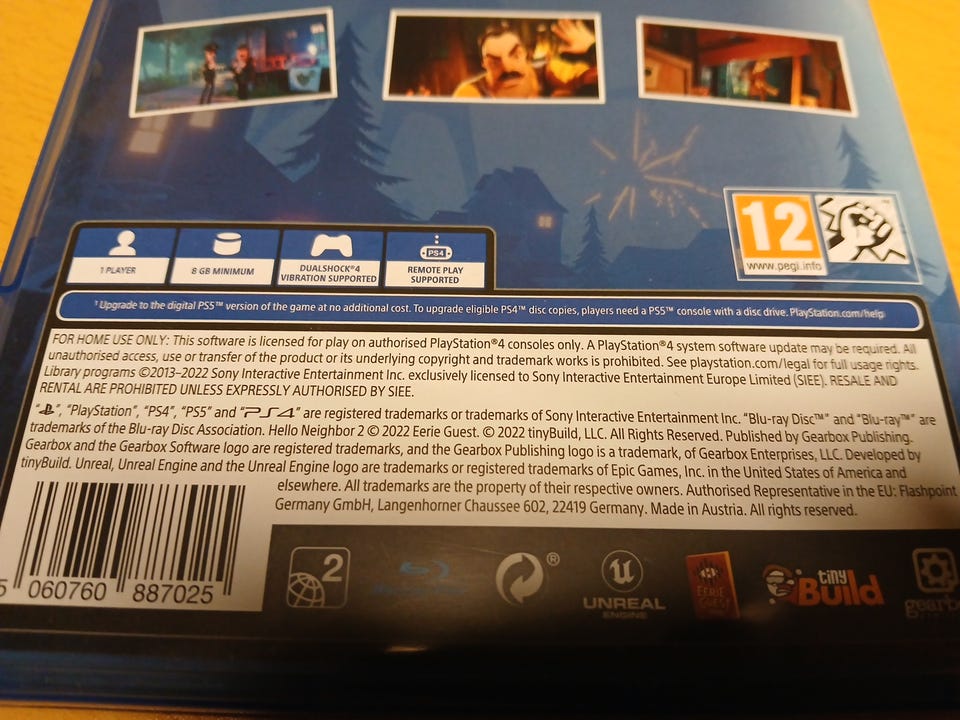 12
www.pegi.info
1 PLAYER
8 GB MINIMUM
DUALSHOCK®4
VIBRATION SUPPORTED
PS4
REMOTE PLAY
SUPPORTED
¹ Upgrade to the digital PS5™ version of the game at no additional cost. To upgrade eligible PS4™ disc copies, players need a PS5™ console with a disc drive. PlayStation.com/help
FOR HOME USE ONLY: This software is licensed for play on authorised PlayStation®4 consoles only. A PlayStation®4 system software update may be required. All
unauthorised access, use or transfer of the product or its underlying copyright and trademark works is prohibited. See playstation.com/legal for full usage rights.
Library programs ©2013–2022 Sony Interactive Entertainment Inc. exclusively licensed to Sony Interactive Entertainment Europe Limited (SIEE). RESALE AND
RENTAL ARE PROHIBITED UNLESS EXPRESSLY AUTHORISED BY SIEE.
“ ”, “PlayStation”, “PS4”, “PS5” and “PS4” are registered trademarks or trademarks of Sony Interactive Entertainment Inc. “Blu-ray Disc™” and “Blu-ray™” are
trademarks of the Blu-ray Disc Association. Hello Neighbor 2 © 2022 Eerie Guest. © 2022 tinyBuild, LLC. All Rights Reserved. Published by Gearbox Publishing.
Gearbox and the Gearbox Software logo are registered trademarks, and the Gearbox Publishing logo is a trademark, of Gearbox Enterprises, LLC. Developed by
tinyBuild. Unreal, Unreal Engine and the Unreal Engine logo are trademarks or registered trademarks of Epic Games, Inc. in the United States of America and
elsewhere. All trademarks are the property of their respective owners. Authorised Representative in the EU: Flashpoint
Germany GmbH, Langenhorner Chaussee 602, 22419 Germany. Made in Austria. All rights reserved.
5 060760 887025
2
®
UNREAL
ENGINE
EERIE
GUEST
tiny
Build